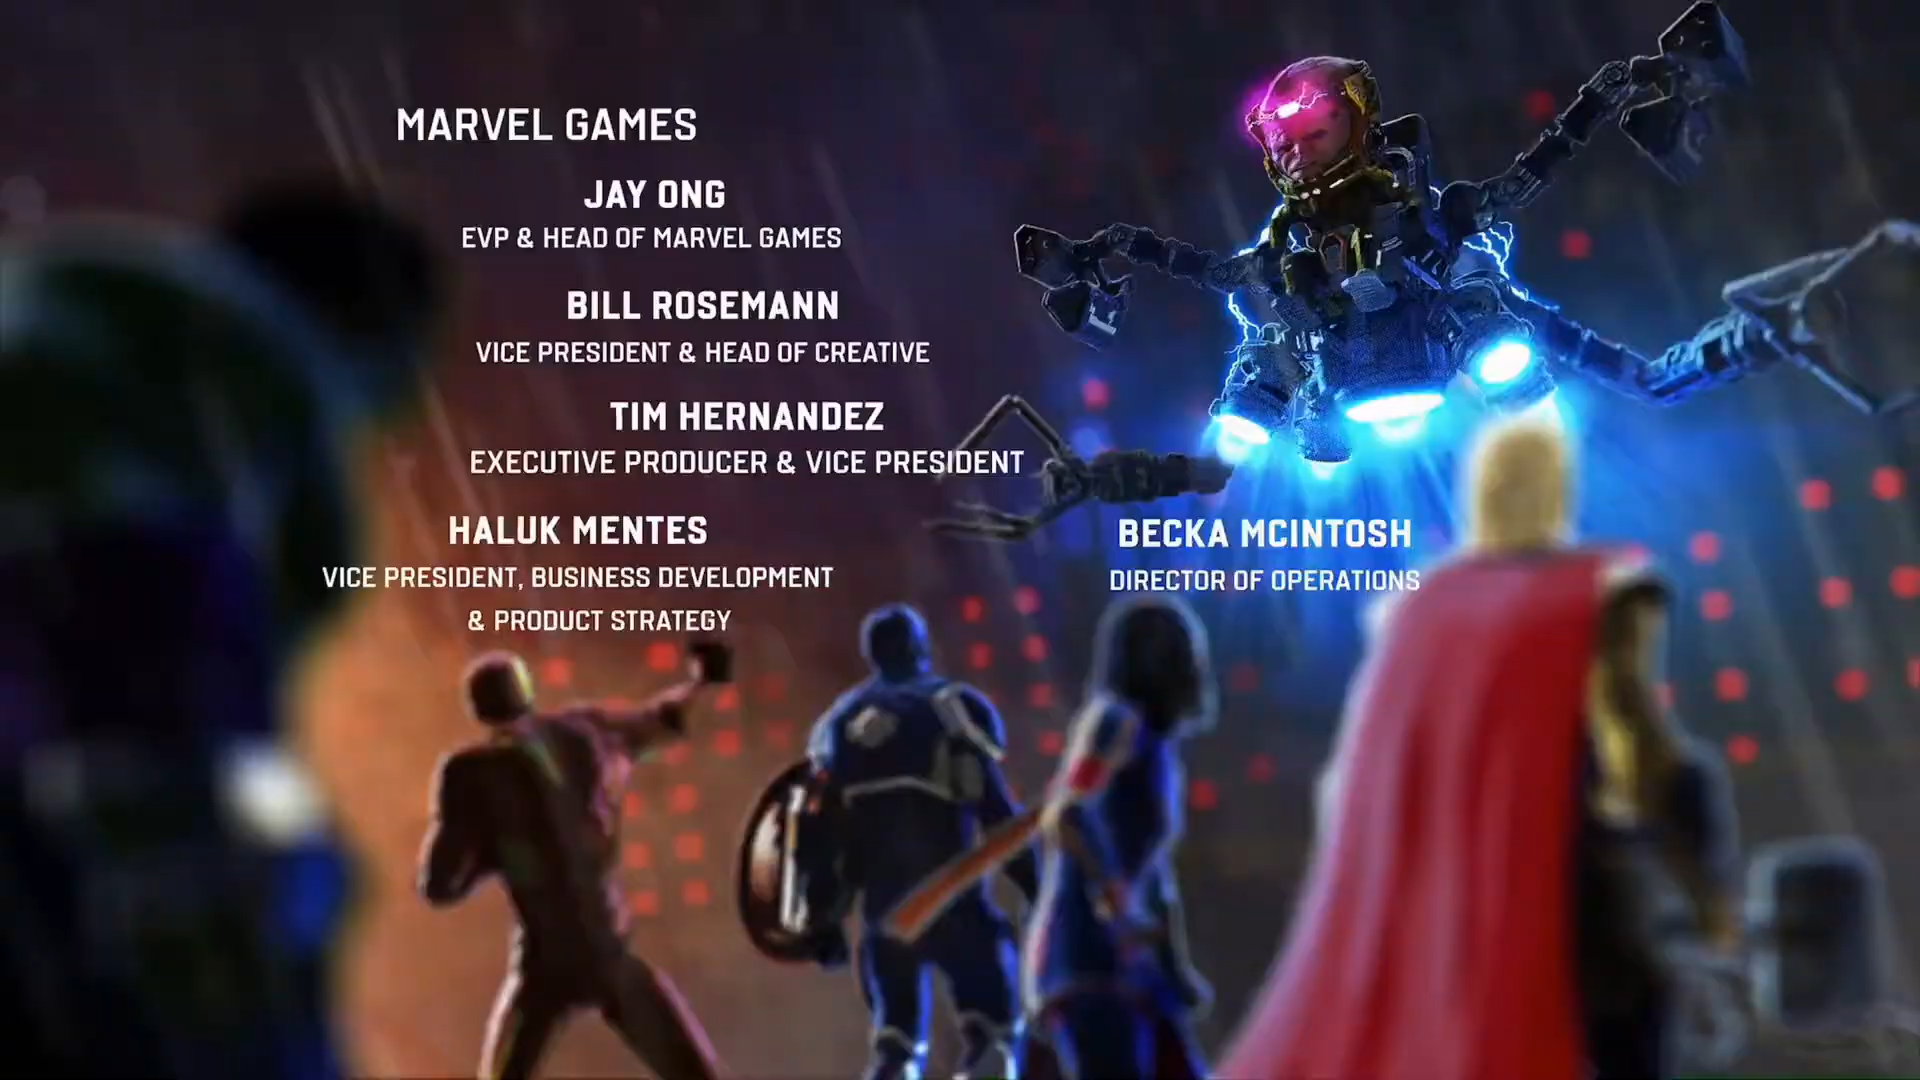 MARVEL GAMES
JAY ONG
EVP & HEAD OF MARVEL GAMES
BILL ROSEMANN
VICE PRESIDENT & HEAD OF CREATIVE
TIM HERNANDEZ
EXECUTIVE PRODUCER & VICE PRESIDENT
HALUK MENTES
VICE PRESIDENT, BUSINESS DEVELOPMENT
& PRODUCT STRATEGY
BECKA MCINTOSH
DIRECTOR OF OPERATIONS